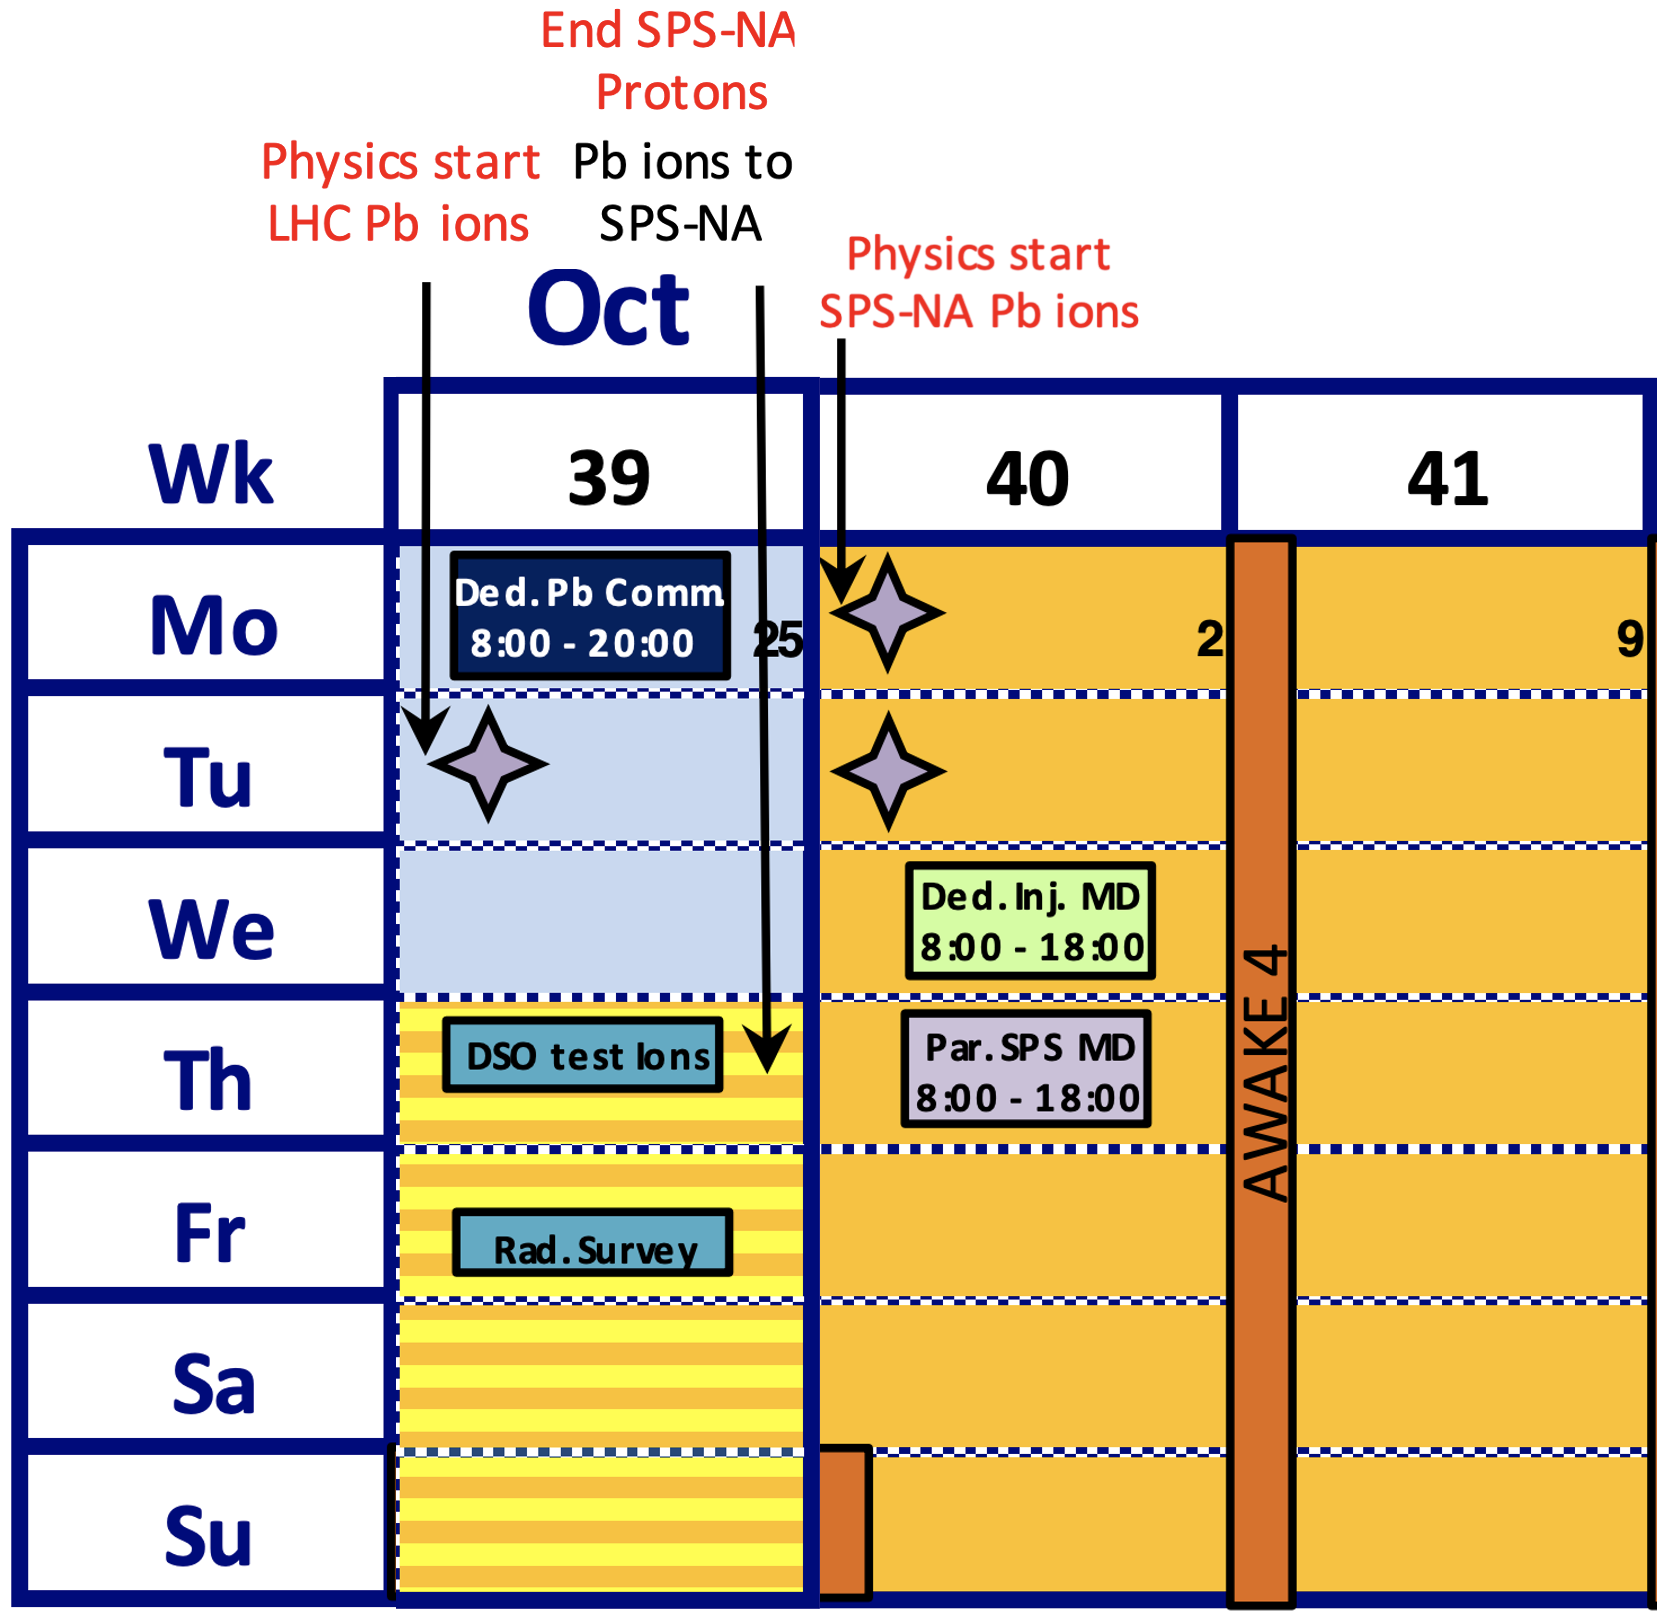 End SPS-NA
Protons
Physics start
LHC Pb ions
Pb ions to
SPS-NA
Physics start
SPS-NA Pb ions
Oct
Wk 39 40 41
Mo
Ded. Pb Comm.
8:00 - 20:00
25
2
9
Tu
We
Ded. Inj. MD
8:00 - 18:00
Th
DSO test Ions
Par. SPS MD
8:00 - 18:00
AWAKE 4
Fr
Rad. Survey
Sa
Su